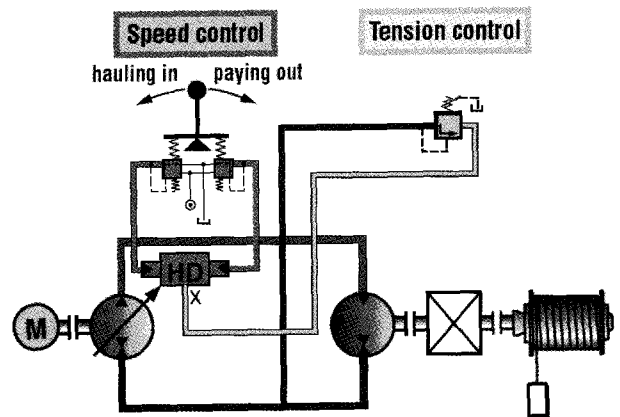 Speed control
Tension control
hauling in
paying out
HD
X
M